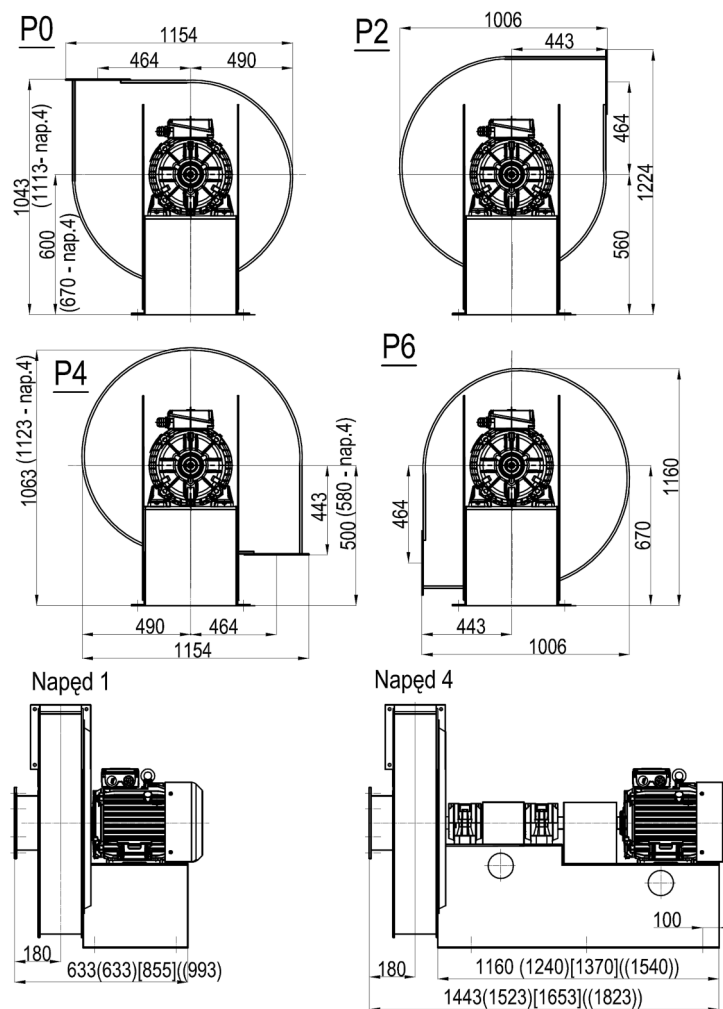 P0
1154
464
490
1043
(1113- nap.4)
600
(670 - nap.4)
P2
1006
443
464
1224
560
P4
1063 (1123 - nap.4)
443
500 (580 - nap.4)
490
464
1154
P6
464
1160
670
443
1006
Napęd 1
180
633(633)[855]((993)
Napęd 4
100
180
1160 (1240)[1370]((1540))
1443(1523)[1653]((1823))